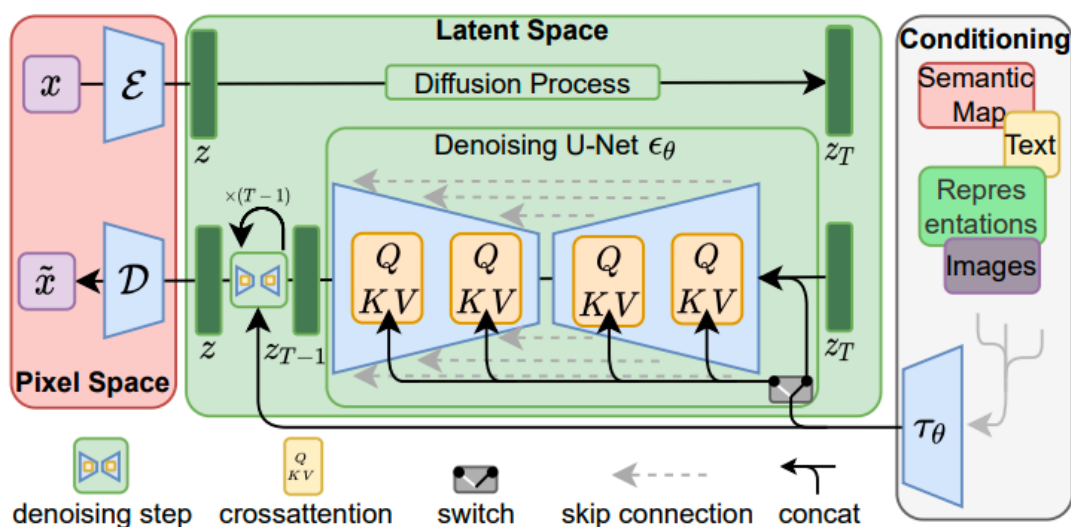 Latent Space
Conditioning
x
ℰ
Diffusion Process
z
z_T
Semantic
Map
Text
Repres
entations
Images
Denoising U-Net ϵ_θ
×(T−1)
x̃
𝒟
Q
KV
Q
KV
Q
KV
Q
KV
z
z_{T−1}
z_T
Pixel Space
τ_θ
Q
KV
denoising step
crossattention
switch
skip connection
concat